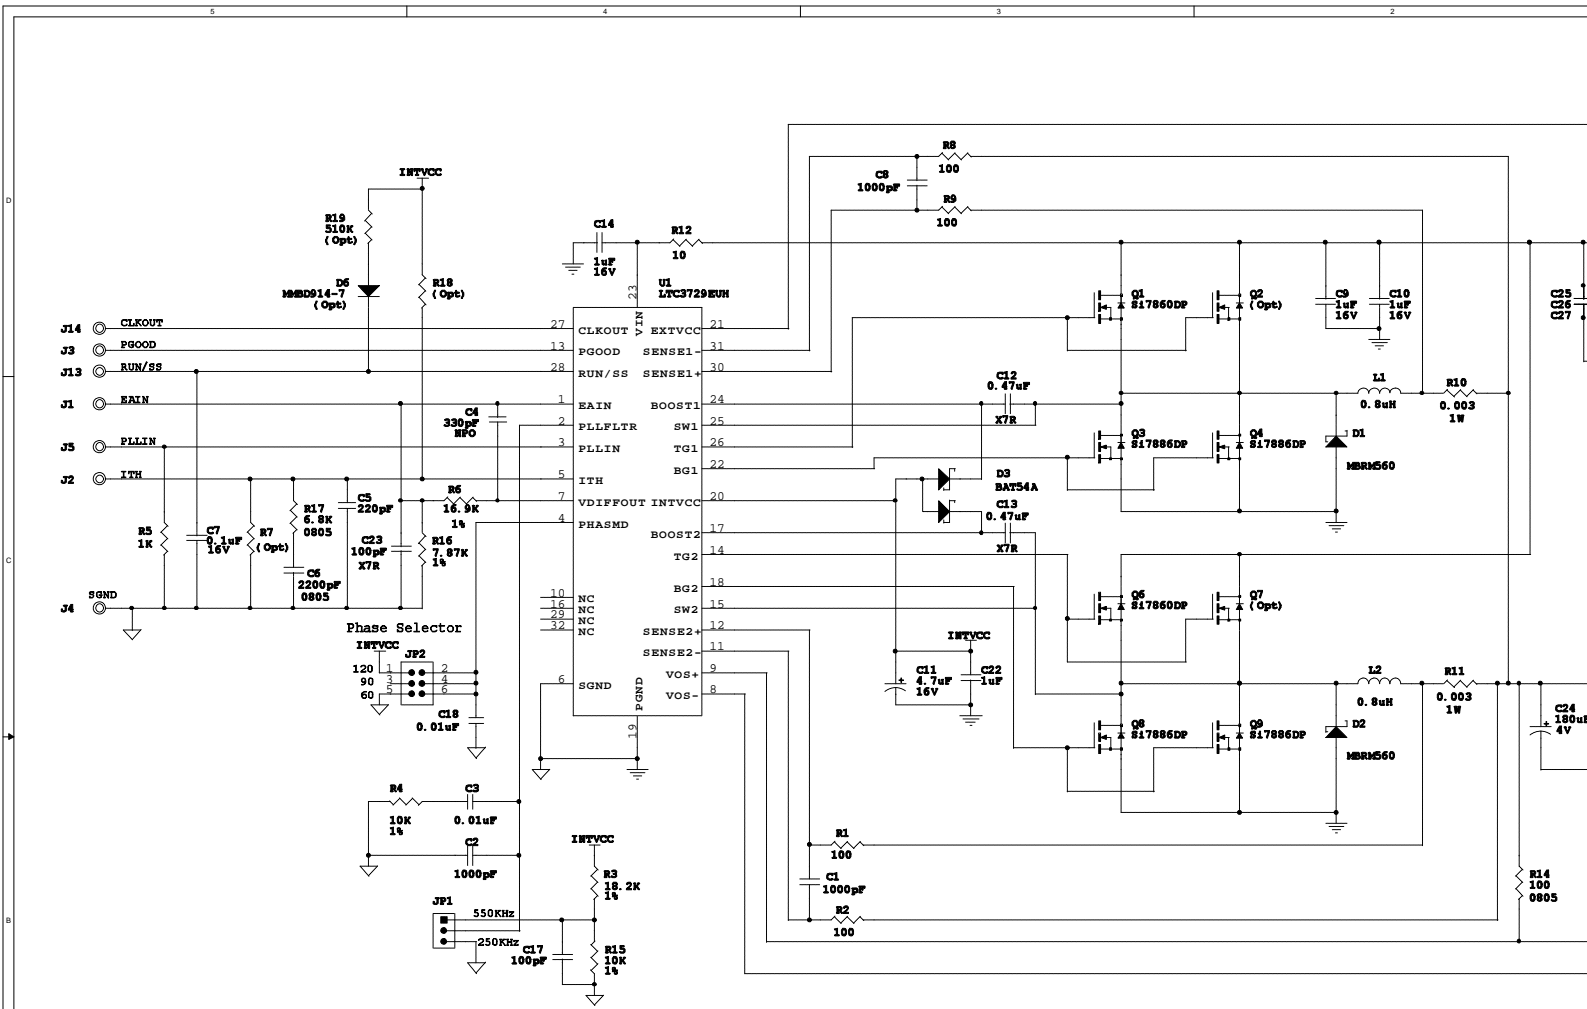 5 4 3 2
D
C
B
R8
100
C8
1000pF
R9
100
INTVCC
R19
510K
(Opt)
D6
MMBD914-7
(Opt)
R18
(Opt)
C14
1uF
16V
R12
10
U1
LTC3729EUH
23
VIN
J14 CLKOUT
J3 PGOOD
J13 RUN/SS
J1 EAIN
J5 PLLIN
J2 ITH
J4 SGND
27 CLKOUT EXTVCC 21
13 PGOOD SENSE1- 31
28 RUN/SS SENSE1+ 30
1 EAIN BOOST1 24
2 PLLFLTR SW1 25
3 PLLIN TG1 26
BG1 22
5 ITH
7 VDIFFOUT INTVCC 20
4 PHASMD
BOOST2 17
TG2 14
BG2 18
10 NC
16 NC
29 NC
32 NC
SW2 15
SENSE2+ 12
SENSE2- 11
VOS+ 9
VOS- 8
6 SGND
PGND
19
Q1
Si7860DP
Q2
(Opt)
C9
1uF
16V
C10
1uF
16V
C25
C26
C27
C12
0.47uF
X7R
L1
0.8uH
R10
0.003
1W
Q3
Si7886DP
Q4
Si7886DP
D1
MBRM560
D3
BAT54A
C13
0.47uF
X7R
C4
330pF
NPO
R6
16.9K
1%
R5
1K
C7
0.1uF
16V
R7
(Opt)
R17
6.8K
0805
C5
220pF
C6
2200pF
0805
C23
100pF
X7R
R16
7.87K
1%
Q6
Si7860DP
Q7
(Opt)
Phase Selector
INTVCC
JP2
120 1 2
90 3 4
60 5 6
C18
0.01uF
INTVCC
C11
4.7uF
16V
C22
1uF
L2
0.8uH
R11
0.003
1W
Q8
Si7886DP
Q9
Si7886DP
D2
MBRM560
C24
180uF
4V
R4
10K
1%
C3
0.01uF
C2
1000pF
INTVCC
R3
18.2K
1%
JP1
550KHz
250KHz
C17
100pF
R15
10K
1%
R1
100
C1
1000pF
R2
100
R14
100
0805